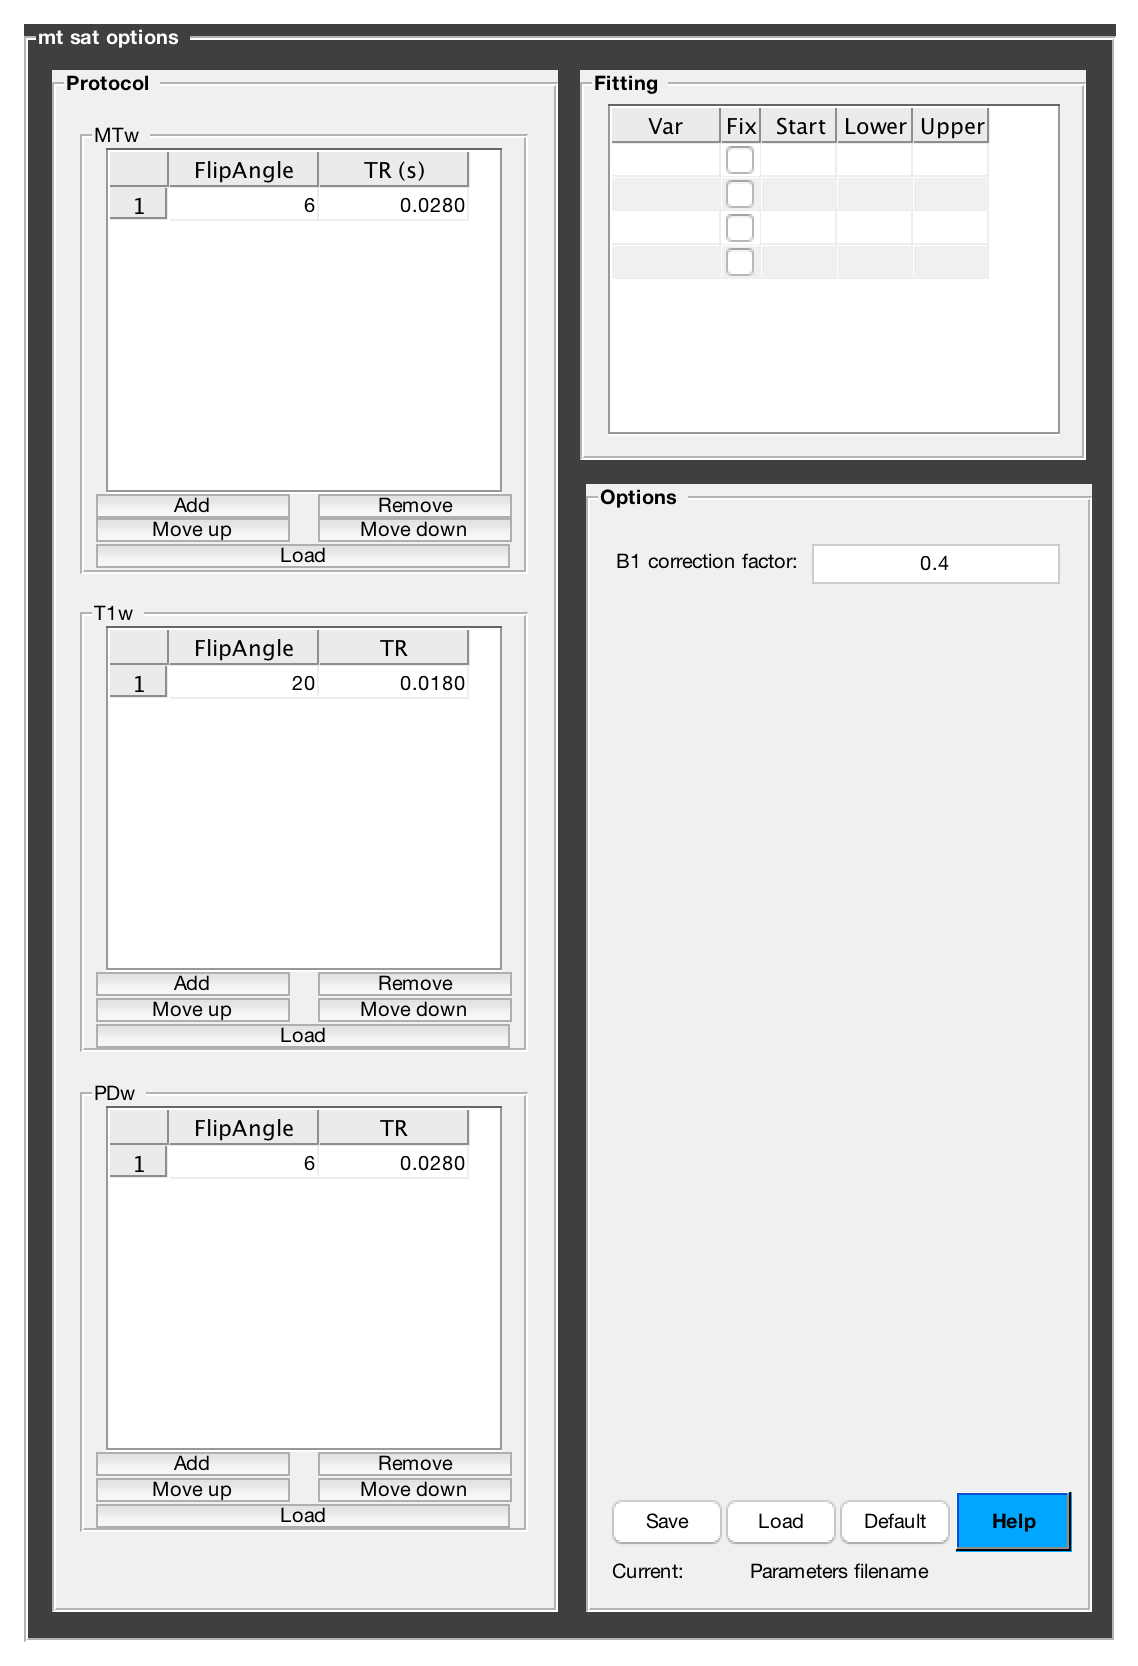 mt sat options
Protocol
MTw
FlipAngle TR (s)
1 6 0.0280
Add Remove
Move up Move down
Load
T1w
FlipAngle TR
1 20 0.0180
Add Remove
Move up Move down
Load
PDw
FlipAngle TR
1 6 0.0280
Add Remove
Move up Move down
Load
Fitting
Var Fix Start Lower Upper
Options
B1 correction factor: 0.4
Save Load Default Help
Current: Parameters filename